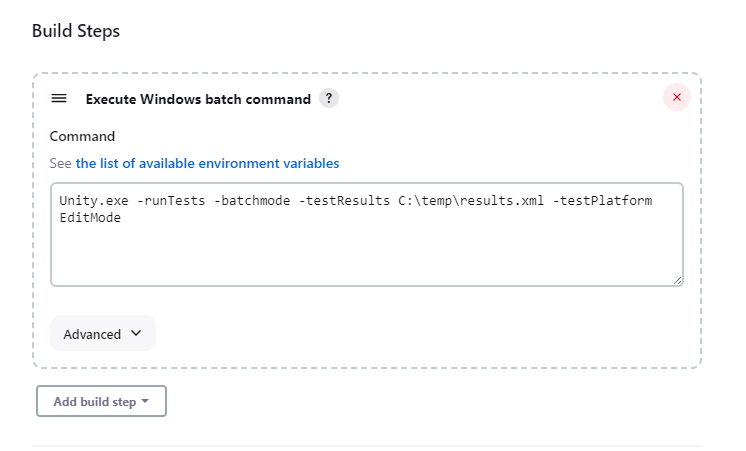 Build Steps
Execute Windows batch command ?
Command
See the list of available environment variables
Unity.exe -runTests -batchmode -testResults C:\temp\results.xml -testPlatform
EditMode
Advanced
Add build step